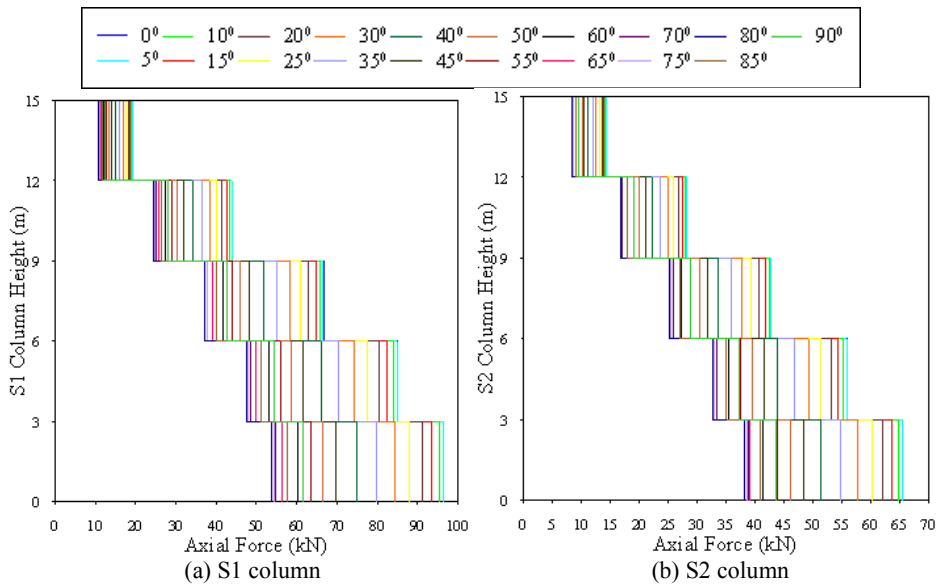 0⁰ 10⁰ 20⁰ 30⁰ 40⁰ 50⁰ 60⁰ 70⁰ 80⁰ 90⁰
5⁰ 15⁰ 25⁰ 35⁰ 45⁰ 55⁰ 65⁰ 75⁰ 85⁰
15
12
9
6
3
0
S1 Column Height (m)
0 10 20 30 40 50 60 70 80 90 100
Axial Force (kN)
(a) S1 column
15
12
9
6
3
0
S2 Column Height (m)
0 5 10 15 20 25 30 35 40 45 50 55 60 65 70
Axial Force (kN)
(b) S2 column